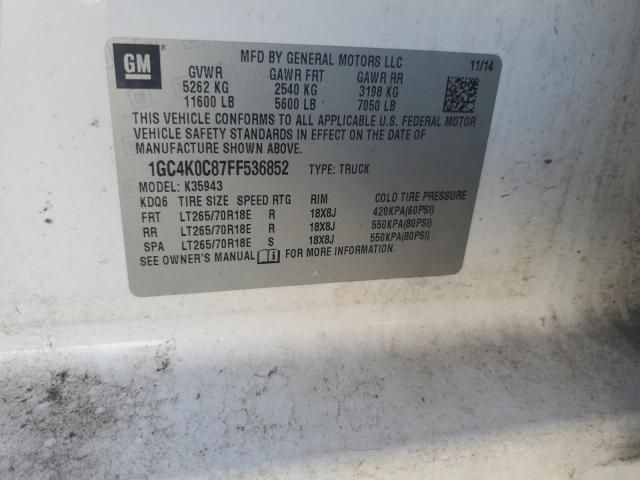 GM
MFD BY GENERAL MOTORS LLC 11/14
GVWR GAWR FRT GAWR RR
5262 KG 2540 KG 3198 KG
11600 LB 5600 LB 7050 LB
THIS VEHICLE CONFORMS TO ALL APPLICABLE U.S. FEDERAL MOTOR
VEHICLE SAFETY STANDARDS IN EFFECT ON THE DATE OF
MANUFACTURE SHOWN ABOVE.
1GC4K0C87FF536852 TYPE: TRUCK
MODEL: K35943
KDQ6 TIRE SIZE SPEED RTG RIM COLD TIRE PRESSURE
FRT LT265/70R18E R 18X8J 420KPA(60PSI)
RR LT265/70R18E R 18X8J 550KPA(80PSI)
SPA LT265/70R18E S 18X8J 550KPA(80PSI)
SEE OWNER'S MANUAL FOR MORE INFORMATION.